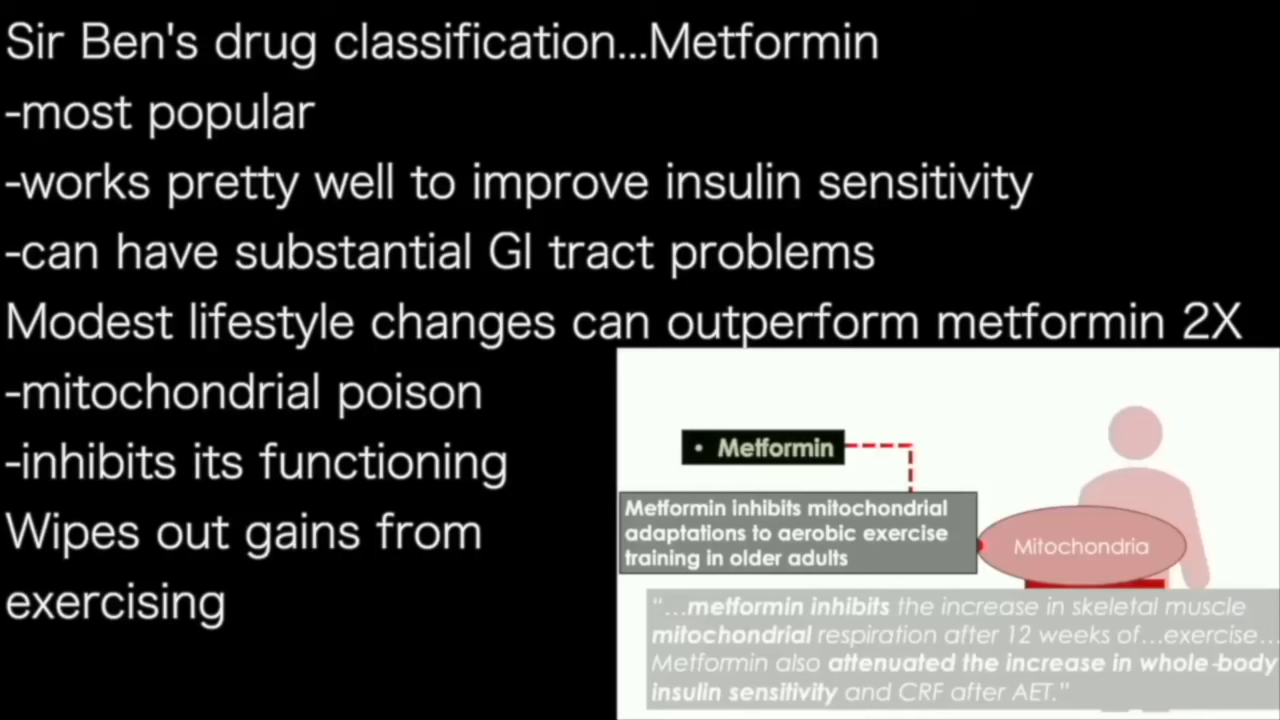 Sir Ben's drug classification...Metformin
-most popular
-works pretty well to improve insulin sensitivity
-can have substantial GI tract problems
Modest lifestyle changes can outperform metformin 2X
-mitochondrial poison
-inhibits its functioning
Wipes out gains from
exercising
• Metformin
Metformin inhibits mitochondrial
adaptations to aerobic exercise
training in older adults
Mitochondria
"...metformin inhibits the increase in skeletal muscle
mitochondrial respiration after 12 weeks of...exercise...
Metformin also attenuated the increase in whole-body
insulin sensitivity and CRF after AET."